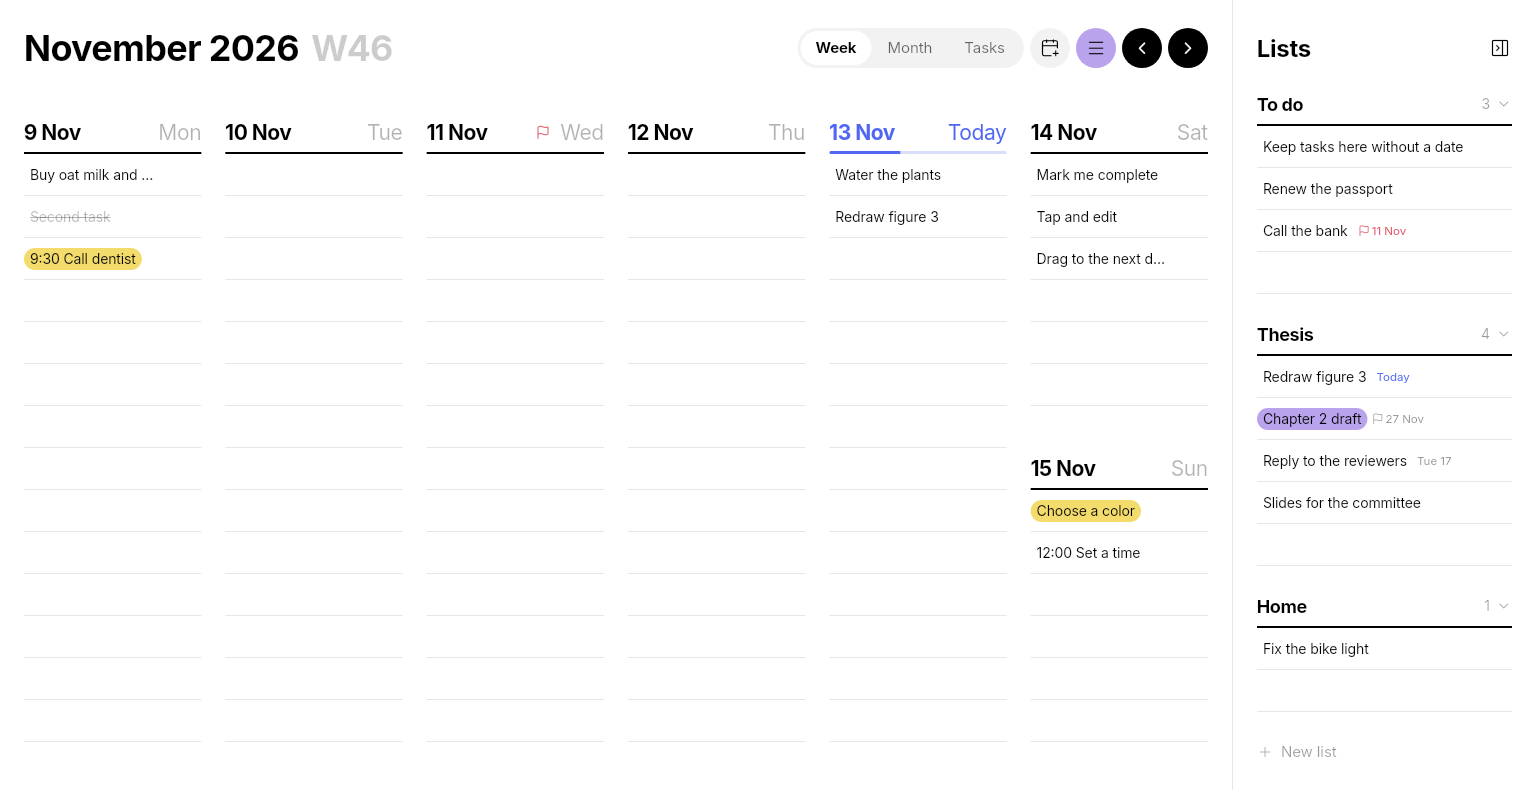 November 2026 W46
Week Month Tasks
9 Nov Mon
Buy oat milk and ...
Second task
9:30 Call dentist
10 Nov Tue
11 Nov Wed
12 Nov Thu
13 Nov Today
Water the plants
Redraw figure 3
14 Nov Sat
Mark me complete
Tap and edit
Drag to the next d...
15 Nov Sun
Choose a color
12:00 Set a time
Lists
To do 3
Keep tasks here without a date
Renew the passport
Call the bank 11 Nov
Thesis 4
Redraw figure 3 Today
Chapter 2 draft 27 Nov
Reply to the reviewers Tue 17
Slides for the committee
Home 1
Fix the bike light
New list